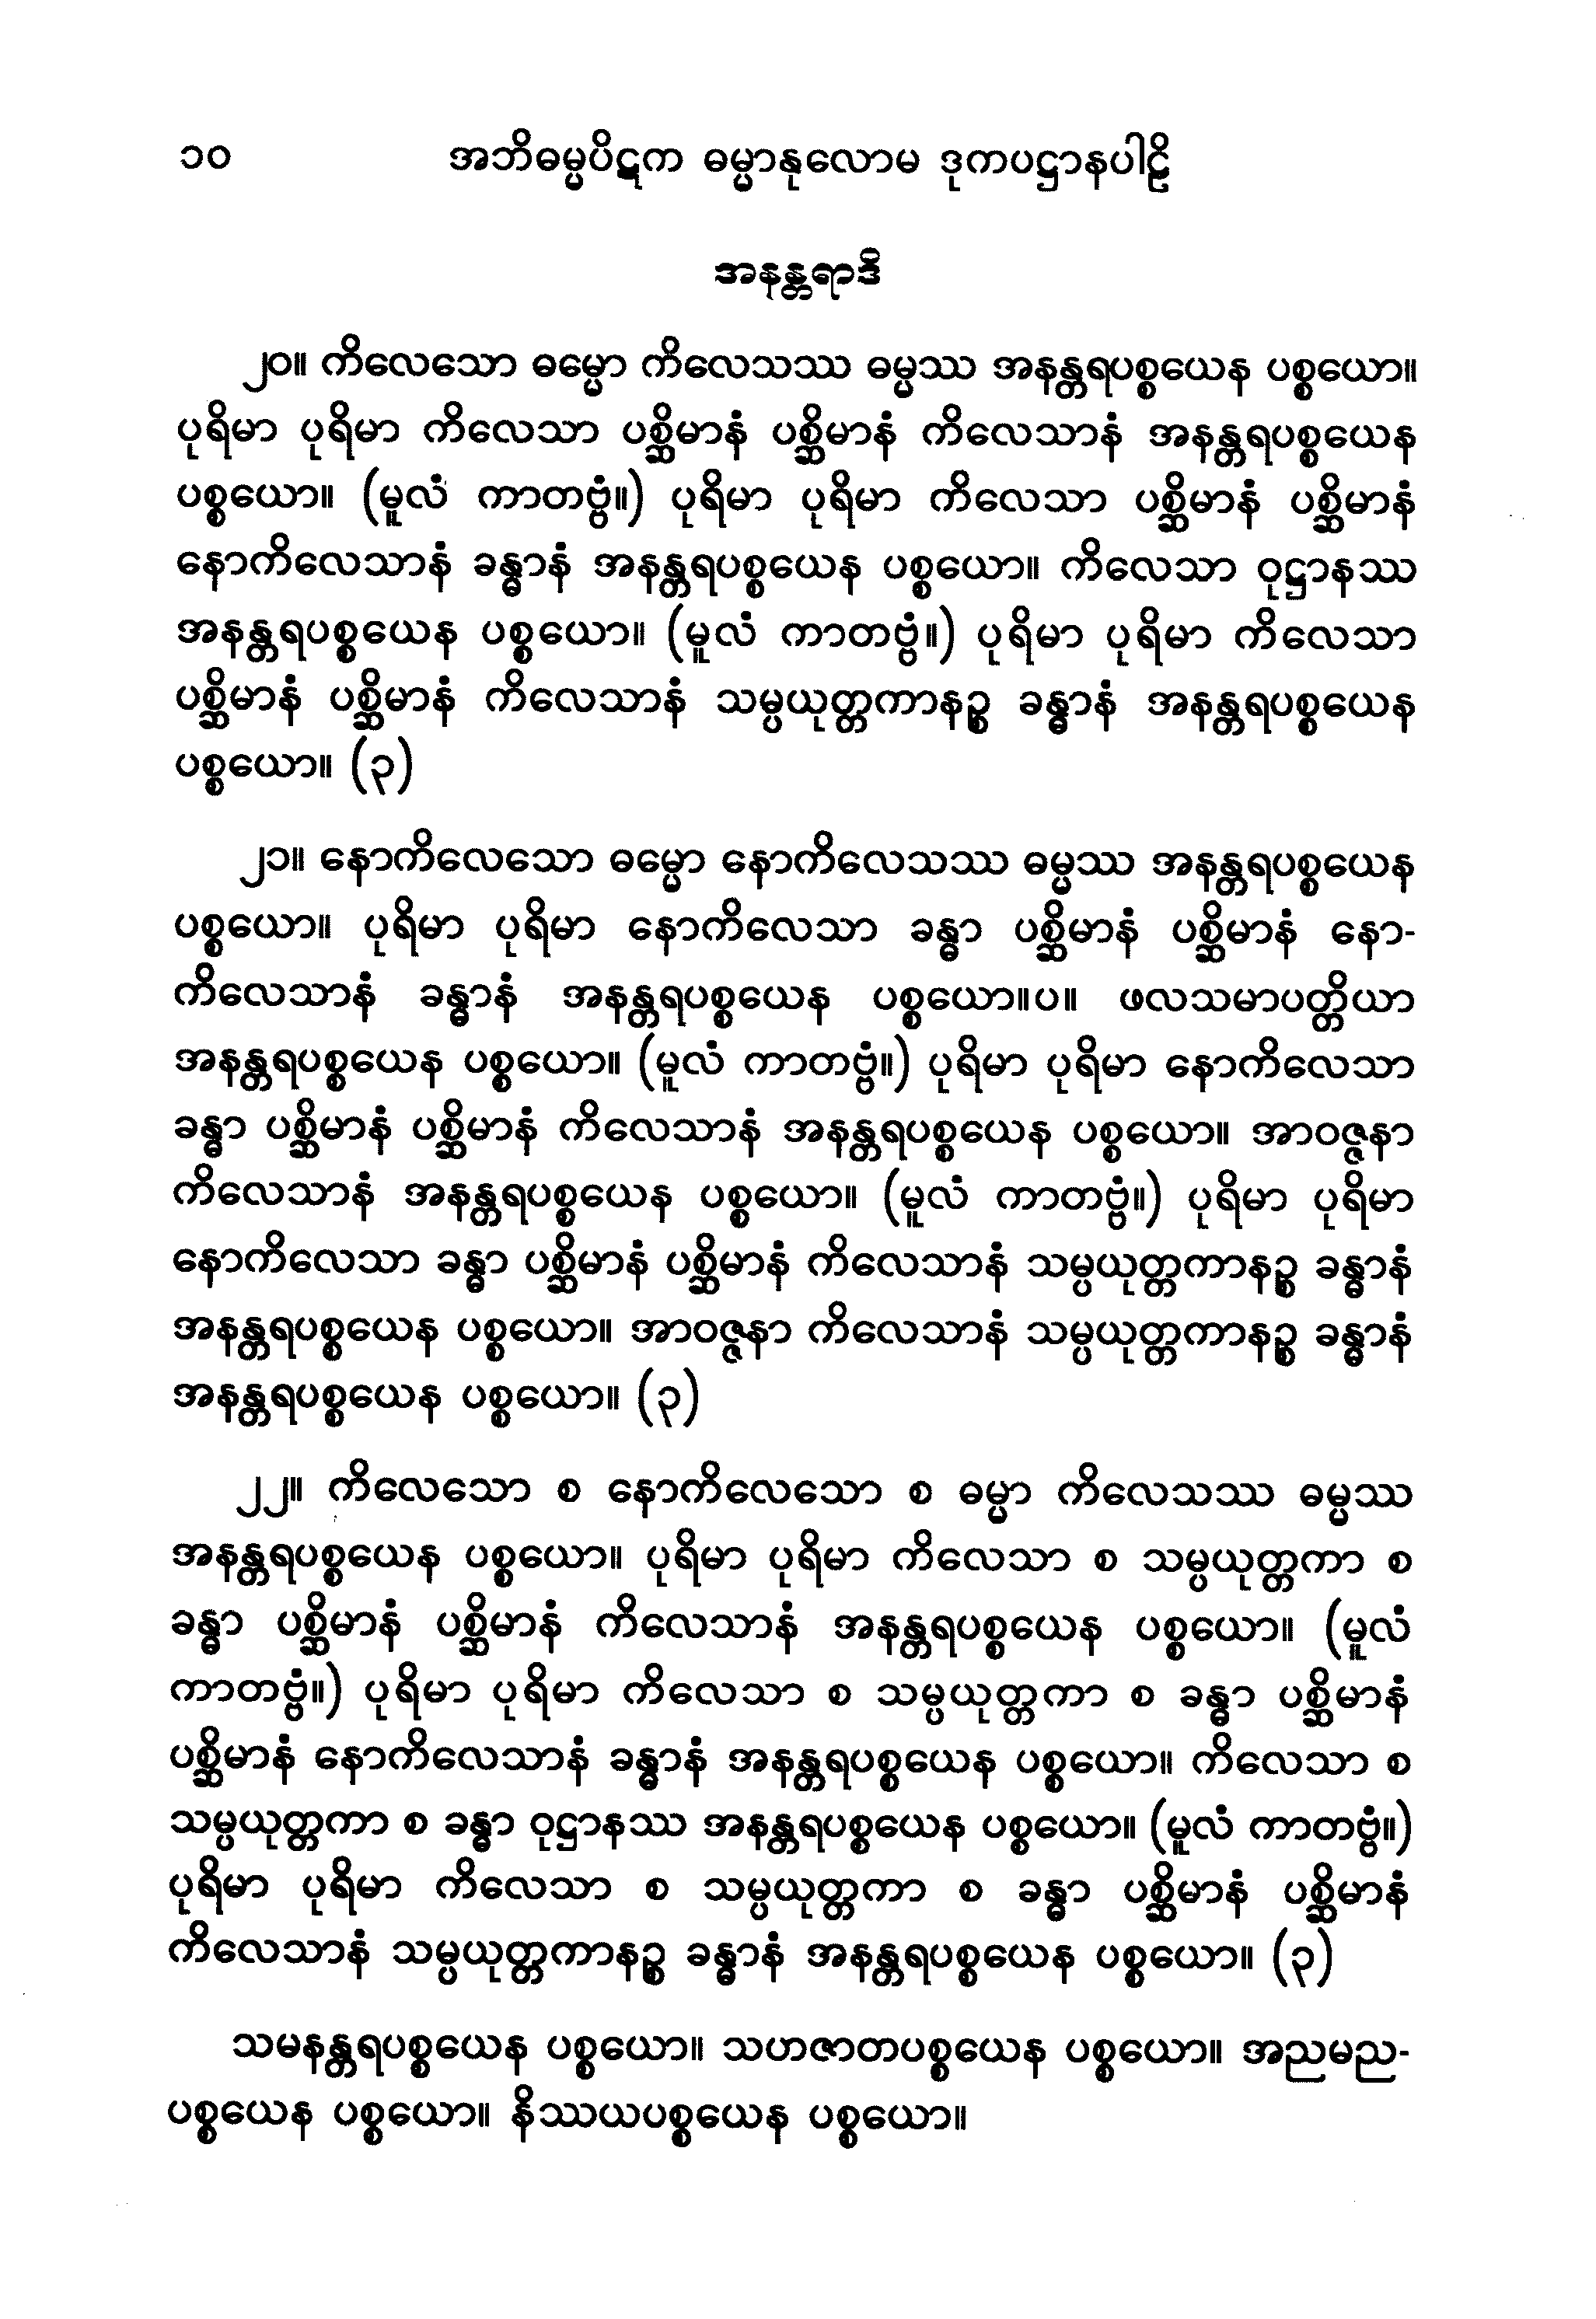 ၁၀ အဘိဓမ္မပိဋက ဓမ္မာနုလောမ ဒုကပဋ္ဌာနပါဠိ
အနန္တရာဒိ
၂၀။ ကိလေသော ဓမ္မော ကိလေသဿ ဓမ္မဿ အနန္တရပစ္စယေန ပစ္စယော။
ပုရိမာ ပုရိမာ ကိလေသာ ပစ္ဆိမာနံ ပစ္ဆိမာနံ ကိလေသာနံ အနန္တရပစ္စယေန
ပစ္စယော။ (မူလံ ကာတဗ္ဗံ။) ပုရိမာ ပုရိမာ ကိလေသာ ပစ္ဆိမာနံ ပစ္ဆိမာနံ
နောကိလေသာနံ ခန္ဓာနံ အနန္တရပစ္စယေန ပစ္စယော။ ကိလေသာ ဝုဋ္ဌာနဿ
အနန္တရပစ္စယေန ပစ္စယော။ (မူလံ ကာတဗ္ဗံ။) ပုရိမာ ပုရိမာ ကိလေသာ
ပစ္ဆိမာနံ ပစ္ဆိမာနံ ကိလေသာနံ သမ္ပယုတ္တကာနဉ္စ ခန္ဓာနံ အနန္တရပစ္စယေန
ပစ္စယော။ (၃)
၂၁။ နောကိလေသော ဓမ္မော နောကိလေသဿ ဓမ္မဿ အနန္တရပစ္စယေန
ပစ္စယော။ ပုရိမာ ပုရိမာ နောကိလေသာ ခန္ဓာ ပစ္ဆိမာနံ ပစ္ဆိမာနံ နော-
ကိလေသာနံ ခန္ဓာနံ အနန္တရပစ္စယေန ပစ္စယော။ပ။ ဖလသမာပတ္တိယာ
အနန္တရပစ္စယေန ပစ္စယော။ (မူလံ ကာတဗ္ဗံ။) ပုရိမာ ပုရိမာ နောကိလေသာ
ခန္ဓာ ပစ္ဆိမာနံ ပစ္ဆိမာနံ ကိလေသာနံ အနန္တရပစ္စယေန ပစ္စယော။ အာဝဇ္ဇနာ
ကိလေသာနံ အနန္တရပစ္စယေန ပစ္စယော။ (မူလံ ကာတဗ္ဗံ။) ပုရိမာ ပုရိမာ
နောကိလေသာ ခန္ဓာ ပစ္ဆိမာနံ ပစ္ဆိမာနံ ကိလေသာနံ သမ္ပယုတ္တကာနဉ္စ ခန္ဓာနံ
အနန္တရပစ္စယေန ပစ္စယော။ အာဝဇ္ဇနာ ကိလေသာနံ သမ္ပယုတ္တကာနဉ္စ ခန္ဓာနံ
အနန္တရပစ္စယေန ပစ္စယော။ (၃)
၂၂။ ကိလေသော စ နောကိလေသော စ ဓမ္မာ ကိလေသဿ ဓမ္မဿ
အနန္တရပစ္စယေန ပစ္စယော။ ပုရိမာ ပုရိမာ ကိလေသာ စ သမ္ပယုတ္တကာ စ
ခန္ဓာ ပစ္ဆိမာနံ ပစ္ဆိမာနံ ကိလေသာနံ အနန္တရပစ္စယေန ပစ္စယော။ (မူလံ
ကာတဗ္ဗံ။) ပုရိမာ ပုရိမာ ကိလေသာ စ သမ္ပယုတ္တကာ စ ခန္ဓာ ပစ္ဆိမာနံ
ပစ္ဆိမာနံ နောကိလေသာနံ ခန္ဓာနံ အနန္တရပစ္စယေန ပစ္စယော။ ကိလေသာ စ
သမ္ပယုတ္တကာ စ ခန္ဓာ ဝုဋ္ဌာနဿ အနန္တရပစ္စယေန ပစ္စယော။ (မူလံ ကာတဗ္ဗံ။)
ပုရိမာ ပုရိမာ ကိလေသာ စ သမ္ပယုတ္တကာ စ ခန္ဓာ ပစ္ဆိမာနံ ပစ္ဆိမာနံ
ကိလေသာနံ သမ္ပယုတ္တကာနဉ္စ ခန္ဓာနံ အနန္တရပစ္စယေန ပစ္စယော။ (၃)
သမနန္တရပစ္စယေန ပစ္စယော။ သဟဇာတပစ္စယေန ပစ္စယော။ အညမည-
ပစ္စယေန ပစ္စယော။ နိဿယပစ္စယေန ပစ္စယော။